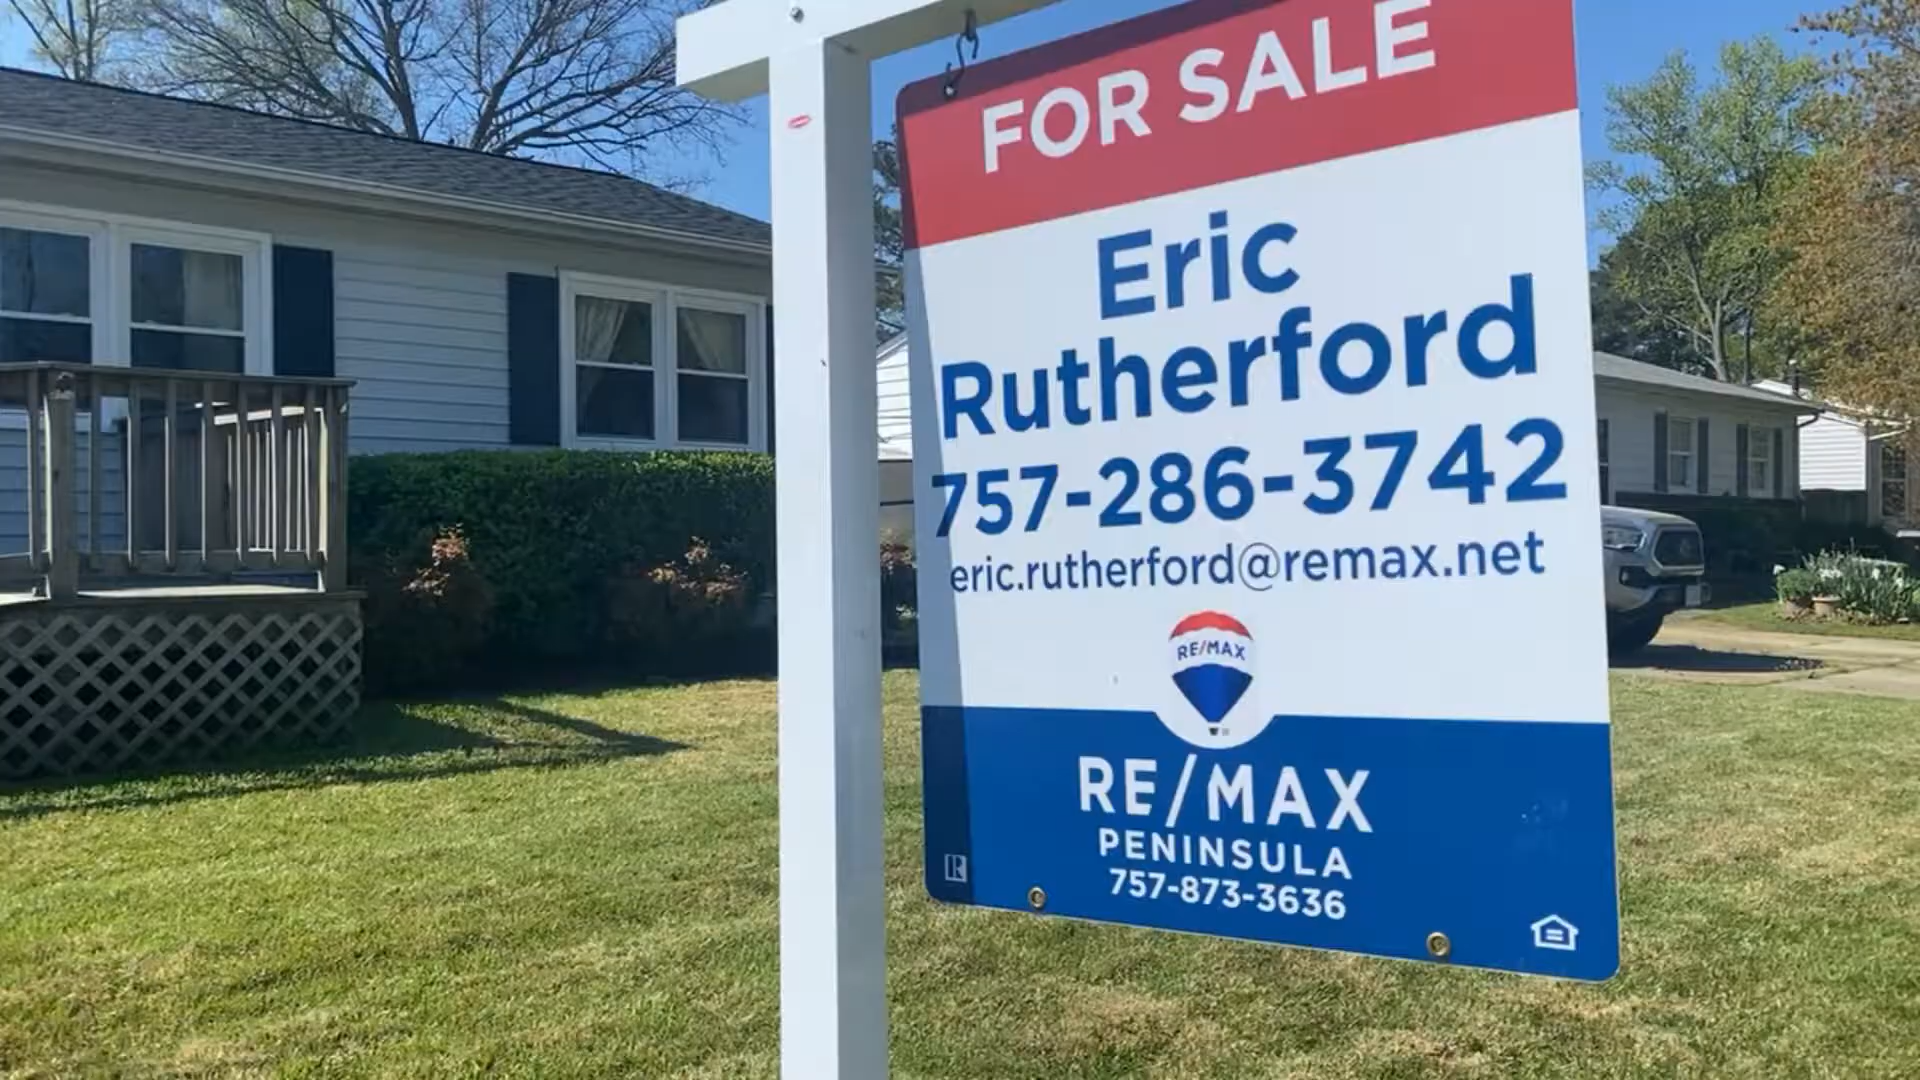 FOR SALE
Eric
Rutherford
757-286-3742
eric.rutherford@remax.net
RE/MAX
RE/MAX
PENINSULA
757-873-3636
R